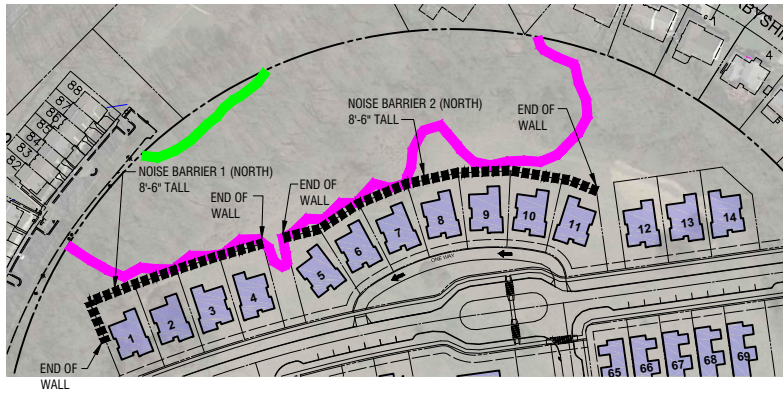 4
88
87
86
85
84
83
82
NOISE BARRIER 2 (NORTH)
8'-6" TALL
END OF
WALL
NOISE BARRIER 1 (NORTH)
8'-6" TALL
END OF
WALL
END OF
WALL
1
2
3
4
5
6
7
8
9
10
11
12
13
14
ONE WAY
65
66
67
68
69
END OF
WALL